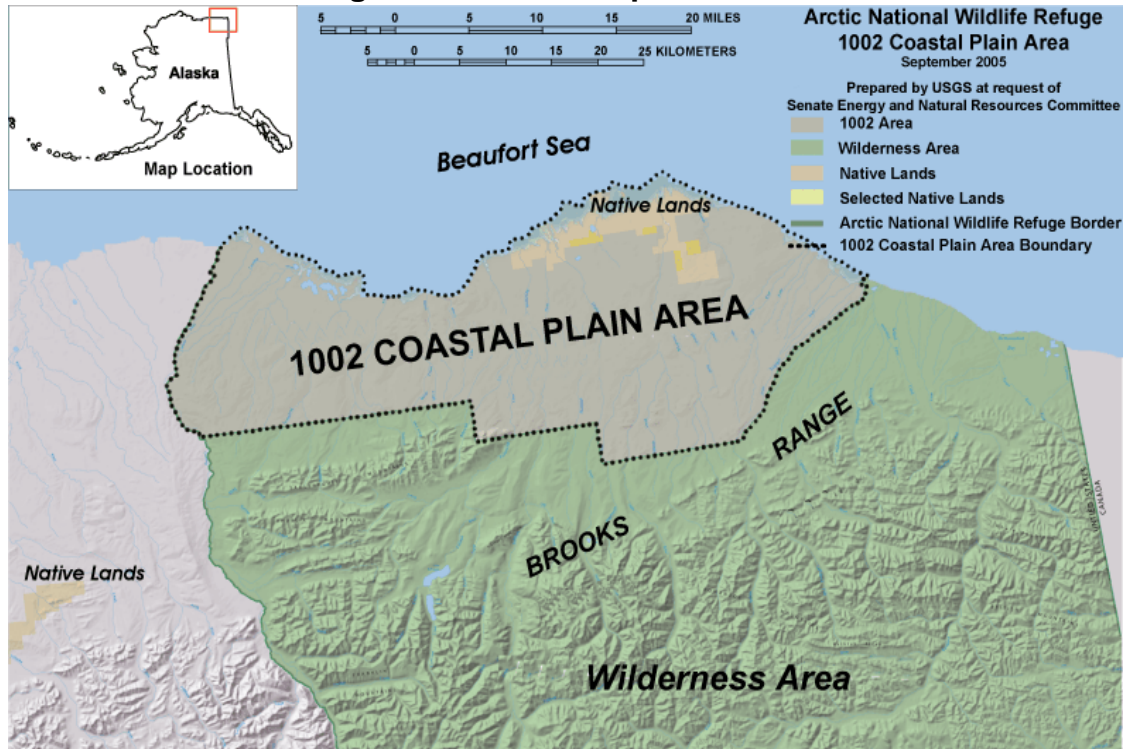 5 0 5 10 15 20 MILES
5 0 5 10 15 20 25 KILOMETERS
Arctic National Wildlife Refuge
1002 Coastal Plain Area
September 2005
Prepared by USGS at request of
Senate Energy and Natural Resources Committee
1002 Area
Wilderness Area
Native Lands
Selected Native Lands
Arctic National Wildlife Refuge Border
1002 Coastal Plain Area Boundary
Alaska
Map Location
Beaufort Sea
Native Lands
1002 COASTAL PLAIN AREA
BROOKS RANGE
UNITED STATES
CANADA
Native Lands
Wilderness Area